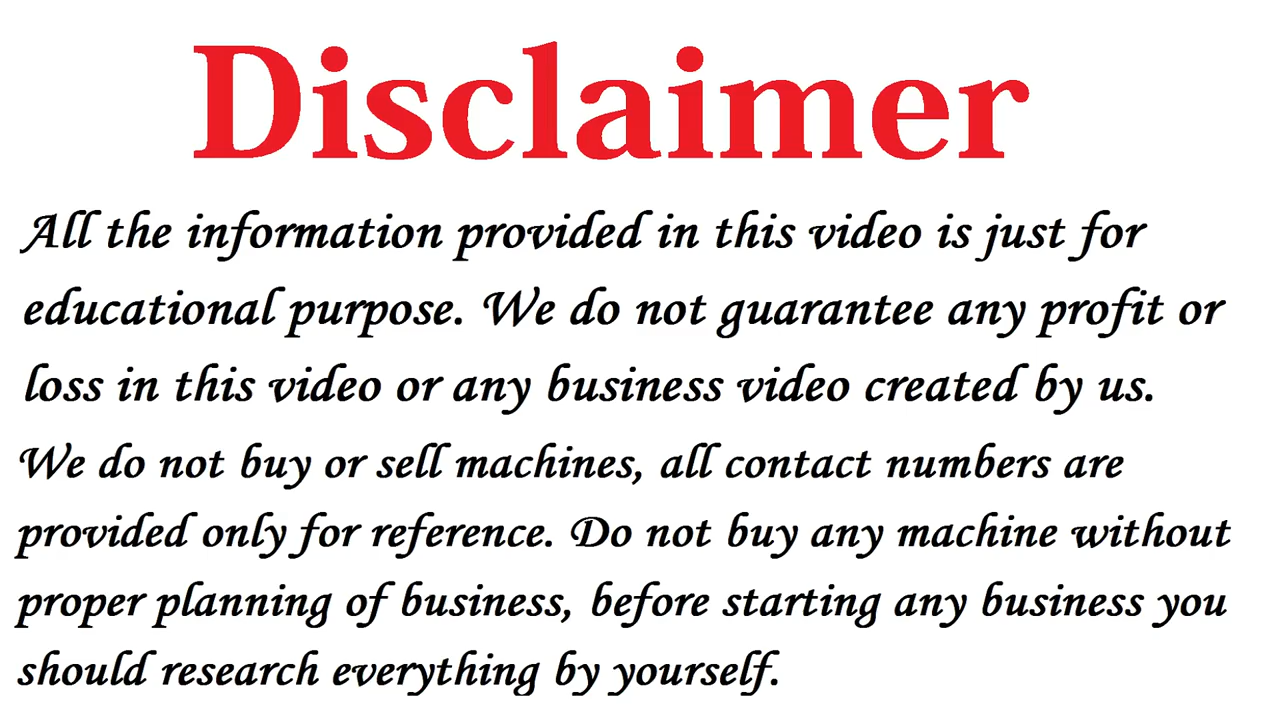 Disclaimer
All the information provided in this video is just for
educational purpose. We do not guarantee any profit or
loss in this video or any business video created by us.
We do not buy or sell machines, all contact numbers are
provided only for reference. Do not buy any machine without
proper planning of business, before starting any business you
should research everything by yourself.